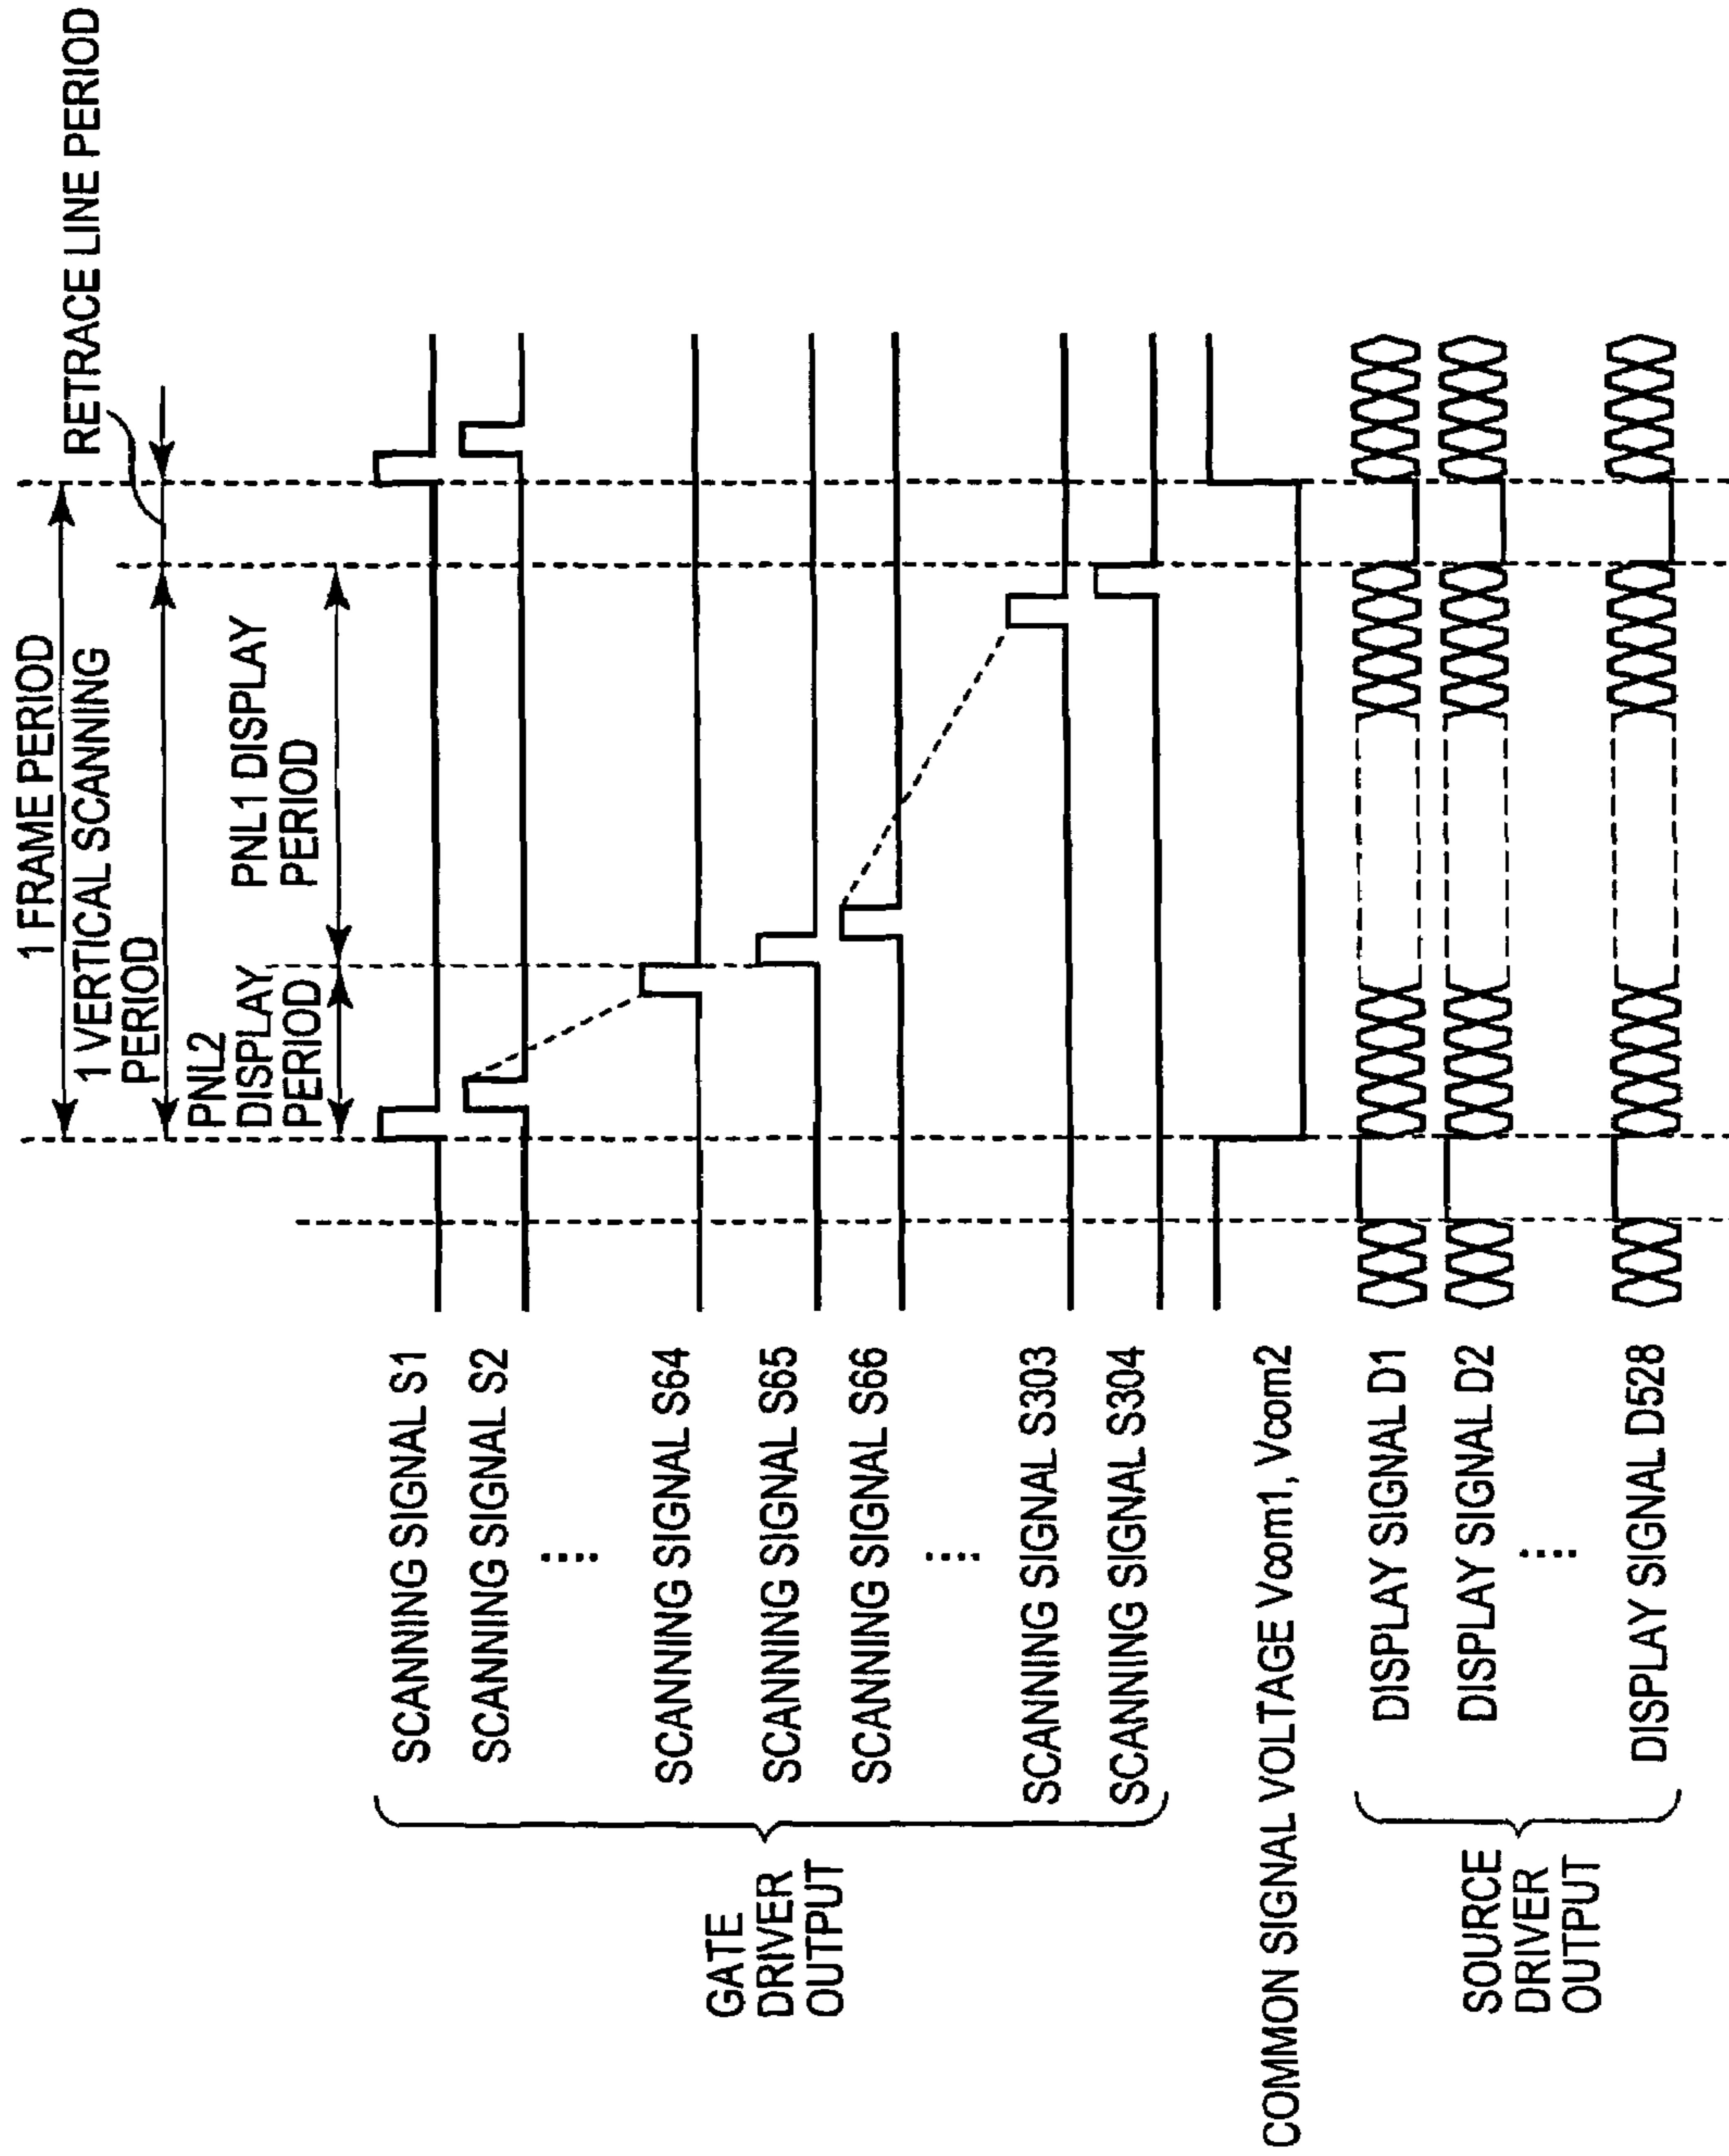 1 FRAME PERIOD
1 VERTICAL SCANNING
PERIOD
RETRACE LINE PERIOD
PNL2
DISPLAY
PERIOD
PNL1 DISPLAY
PERIOD
GATE
DRIVER
OUTPUT
SCANNING SIGNAL S1
SCANNING SIGNAL S2
....
SCANNING SIGNAL S64
SCANNING SIGNAL S65
SCANNING SIGNAL S66
....
SCANNING SIGNAL S303
SCANNING SIGNAL S304
COMMON SIGNAL VOLTAGE Vcom1, Vcom2
SOURCE
DRIVER
OUTPUT
DISPLAY SIGNAL D1
DISPLAY SIGNAL D2
....
DISPLAY SIGNAL D528